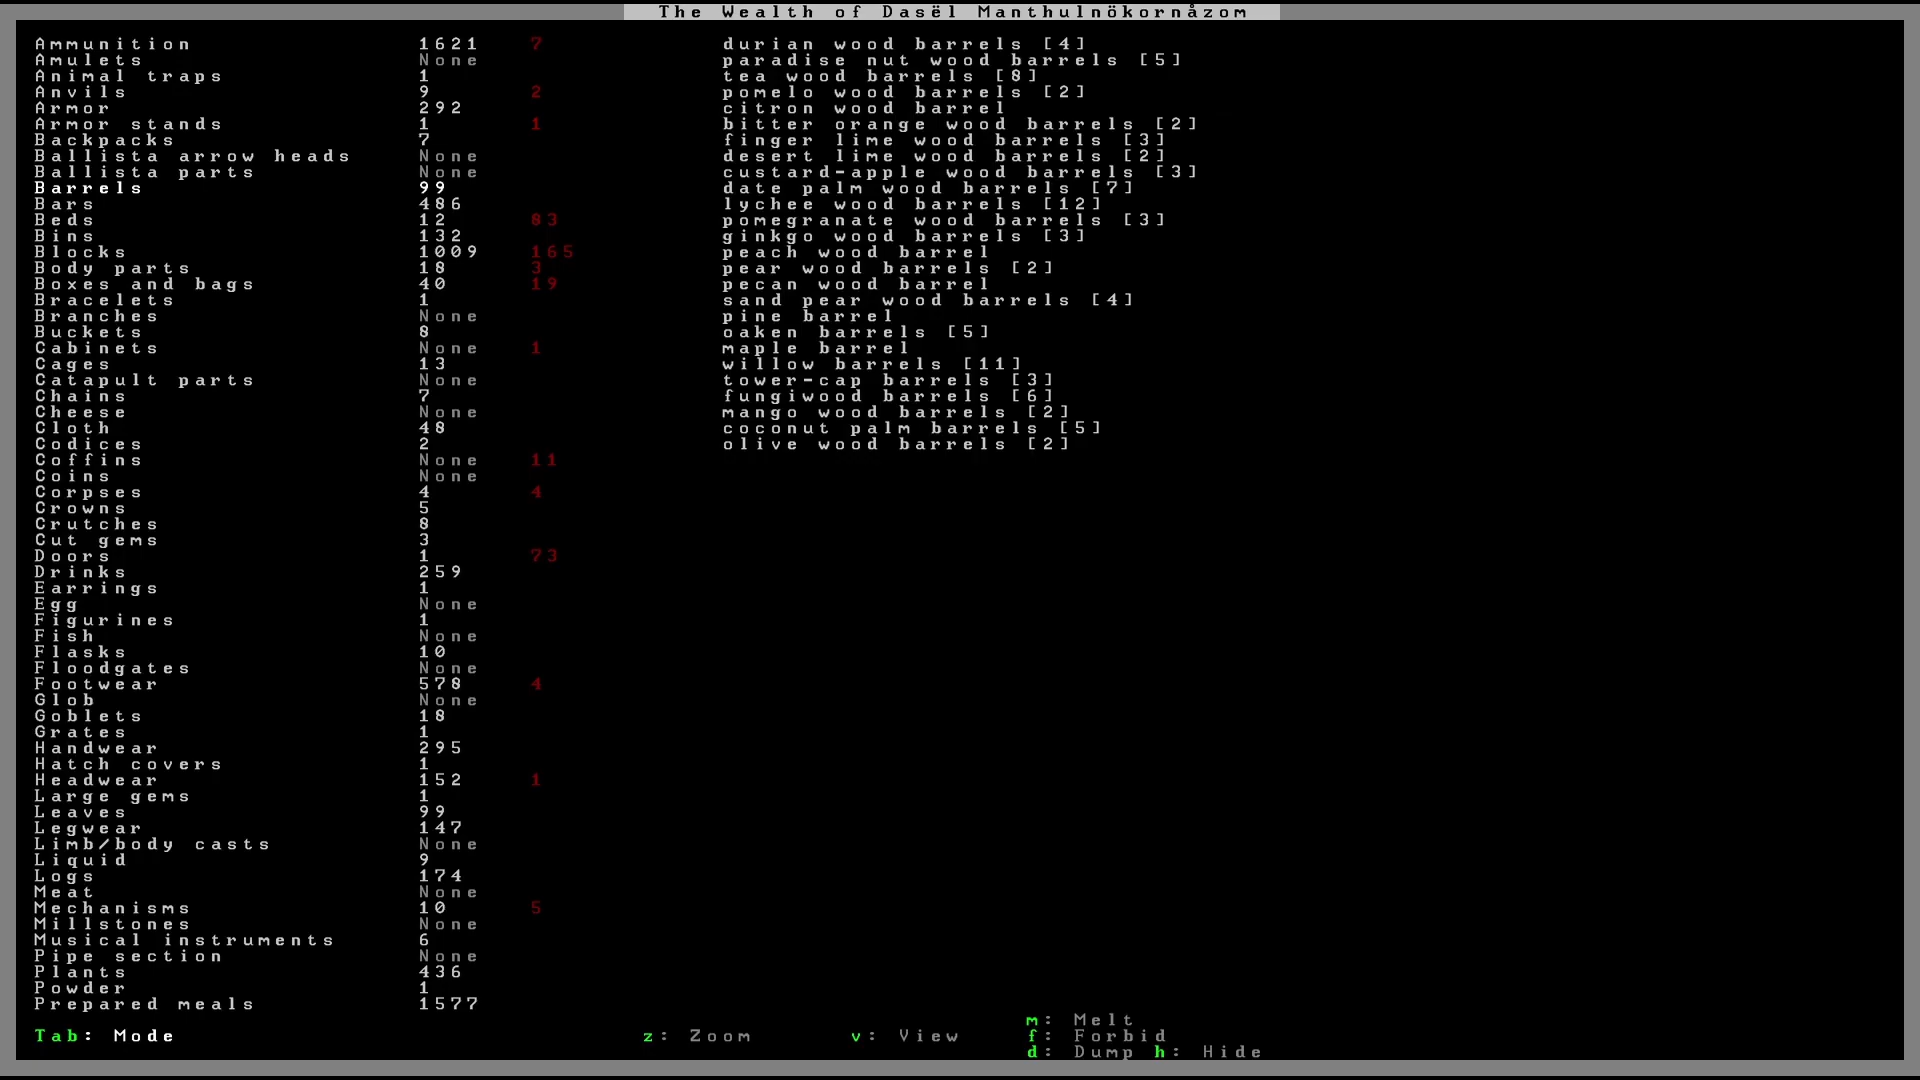 The Wealth of Dasël Manthulnökornåzom
Ammunition 1621 7
Amulets None
Animal traps 1
Anvils 9 2
Armor 292
Armor stands 1 1
Backpacks 7
Ballista arrow heads None
Ballista parts None
Barrels 99
Bars 486
Beds 12 83
Bins 132
Blocks 1009 165
Body parts 18 3
Boxes and bags 40 19
Bracelets 1
Branches None
Buckets 8
Cabinets None 1
Cages 13
Catapult parts None
Chains 7
Cheese None
Cloth 48
Codices 2
Coffins None 11
Coins None
Corpses 4 4
Crowns 5
Crutches 8
Cut gems 3
Doors 1 73
Drinks 259
Earrings 1
Egg None
Figurines 1
Fish None
Flasks 10
Floodgates None
Footwear 578 4
Glob None
Goblets 18
Grates 1
Handwear 295
Hatch covers 1
Headwear 152 1
Large gems 1
Leaves 99
Legwear 147
Limb/body casts None
Liquid 9
Logs 174
Meat None
Mechanisms 10 5
Millstones None
Musical instruments 6
Pipe section None
Plants 436
Powder 1
Prepared meals 1577
durian wood barrels [4]
paradise nut wood barrels [5]
tea wood barrels [8]
pomelo wood barrels [2]
citron wood barrel
bitter orange wood barrels [2]
finger lime wood barrels [3]
desert lime wood barrels [2]
custard-apple wood barrels [3]
date palm wood barrels [7]
lychee wood barrels [12]
pomegranate wood barrels [3]
ginkgo wood barrels [3]
peach wood barrel
pear wood barrels [2]
pecan wood barrel
sand pear wood barrels [4]
pine barrel
oaken barrels [5]
maple barrel
willow barrels [11]
tower-cap barrels [3]
fungiwood barrels [6]
mango wood barrels [2]
coconut palm barrels [5]
olive wood barrels [2]
m: Melt
Tab: Mode z: Zoom v: View f: Forbid
d: Dump h: Hide